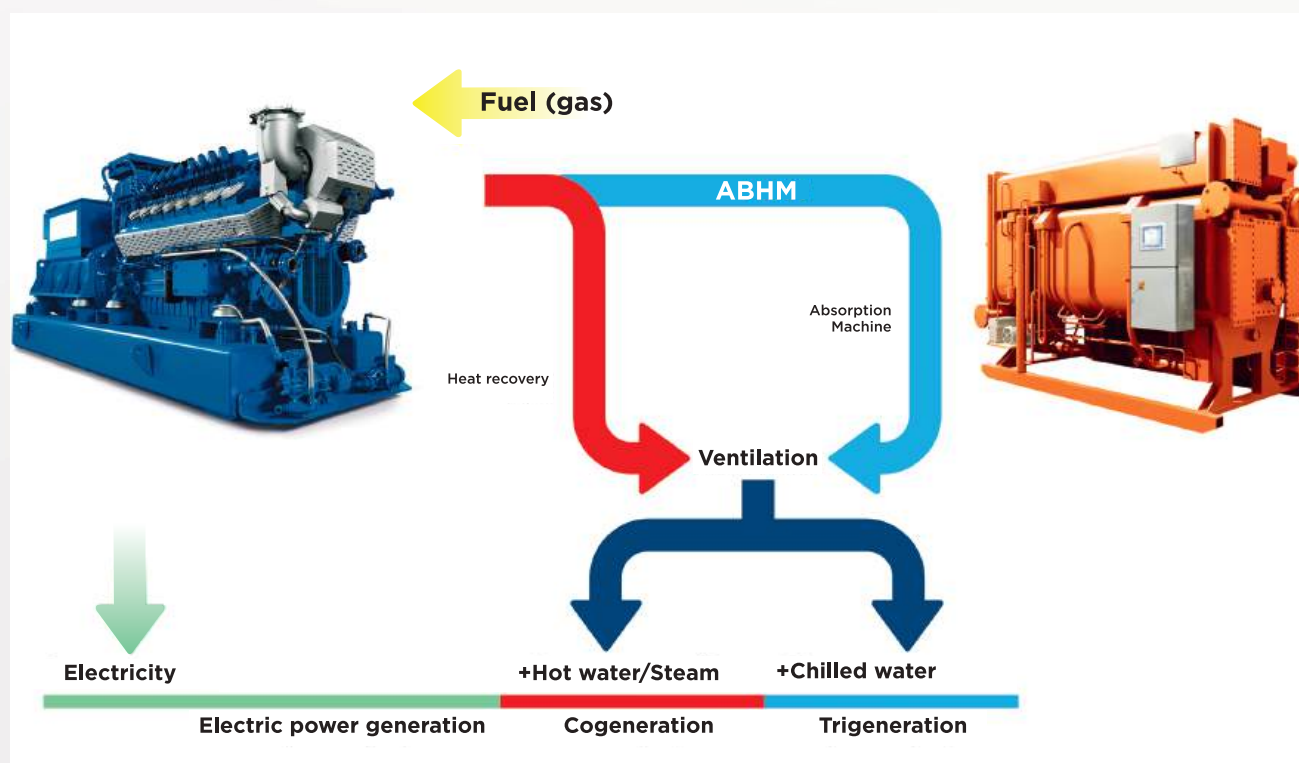 Fuel (gas)
ABHM
Absorption
Machine
Heat recovery
Ventilation
Electricity
+Hot water/Steam
+Chilled water
Electric power generation
Cogeneration
Trigeneration